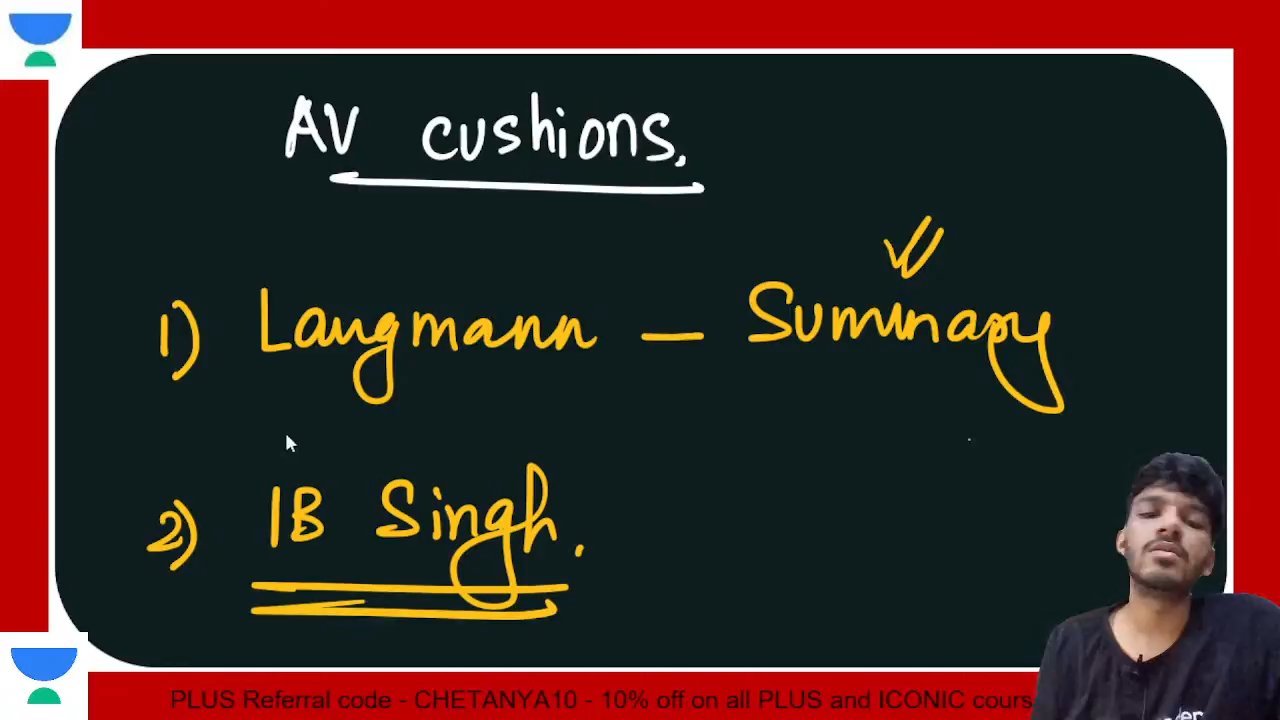 AV cushions.
1) Langmann – Summary
2) IB Singh.
PLUS Referral code - CHETANYA10 - 10% off on all PLUS and ICONIC cours